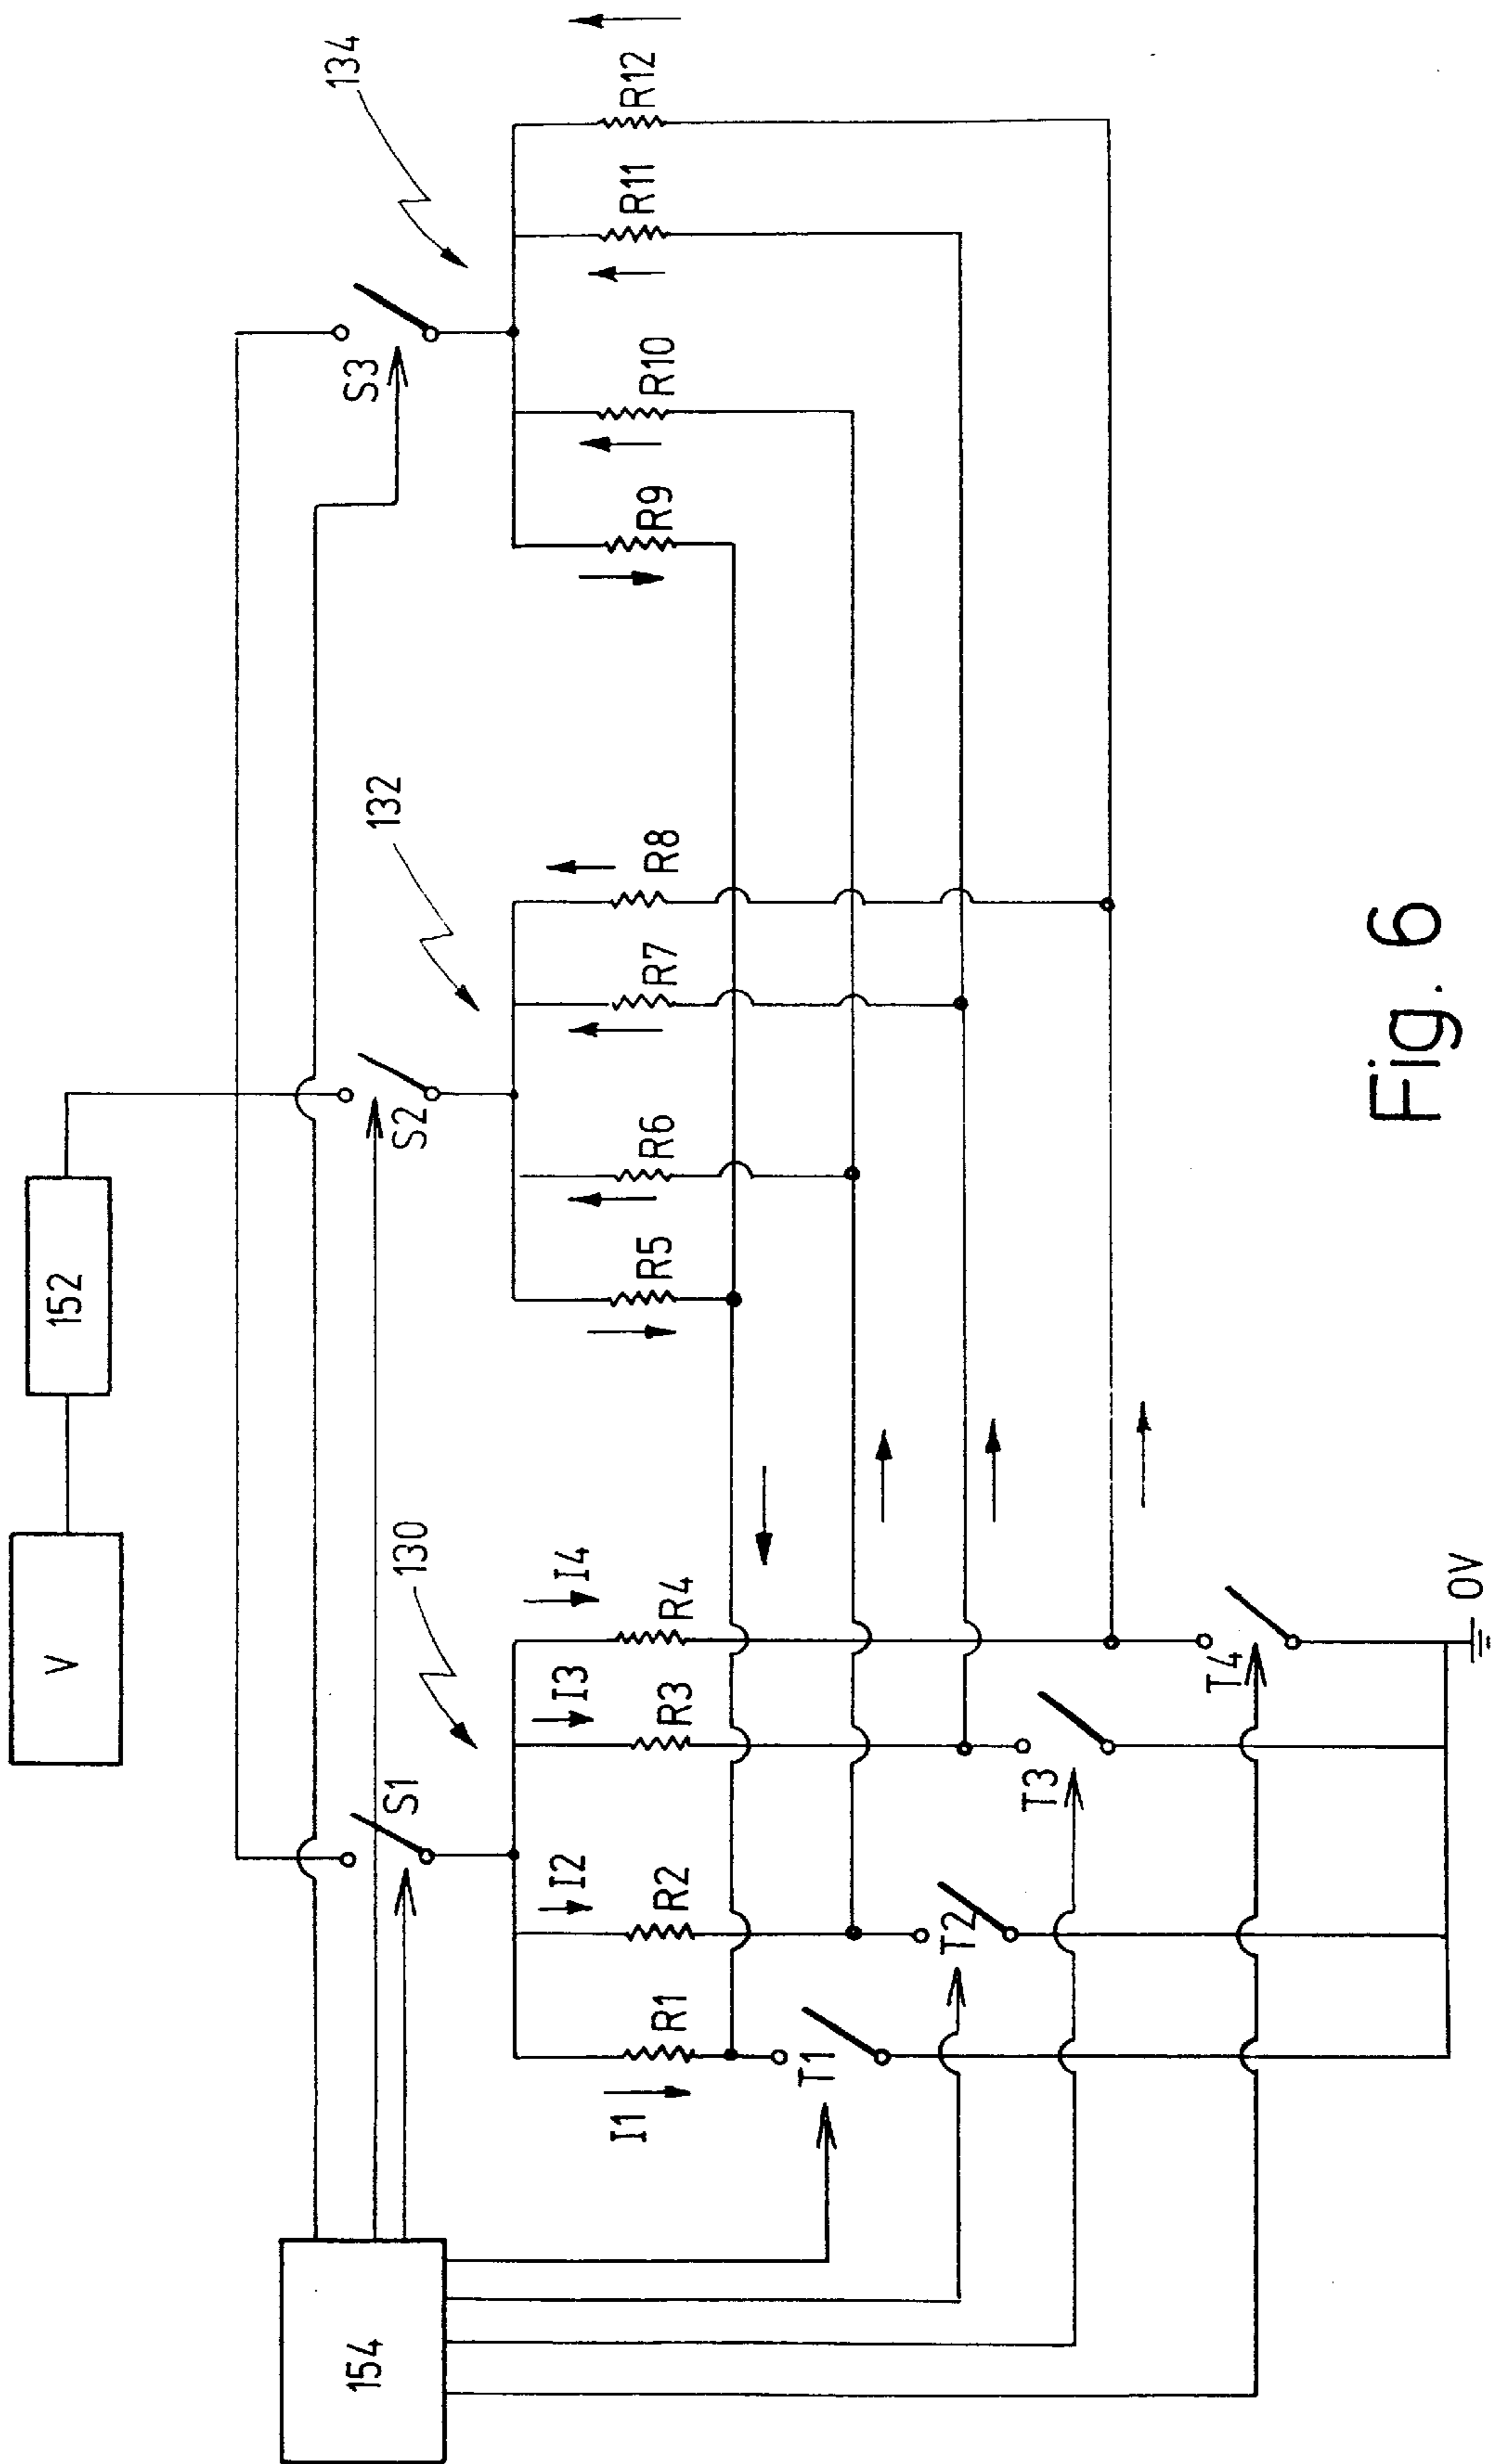 V
152
154
S1
S2
S3
130
132
134
I1
I2
I3
I4
R1
R2
R3
R4
R5
R6
R7
R8
R9
R10
R11
R12
T1
T2
T3
T4
0V
Fig. 6